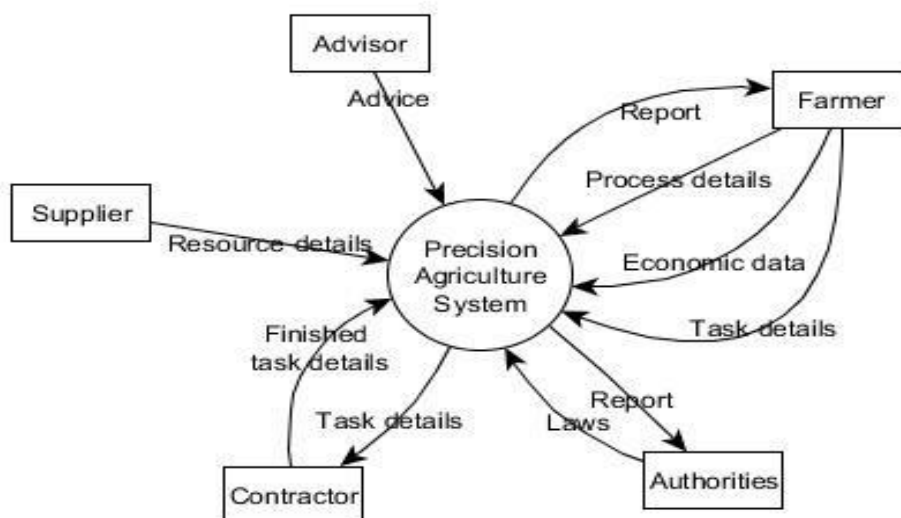 Advisor
Advice
Report
Farmer
Process details
Supplier
Resource details
Precision
Agriculture
System
Economic data
Task details
Finished
task details
Task details
Report
Laws
Contractor
Authorities